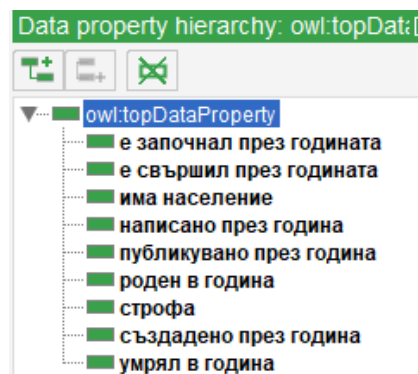 Data property hierarchy: owl:topData
owl:topDataProperty
е започнал през годината
е свършил през годината
има население
написано през година
публикувано през година
роден в година
строфа
създадено през година
умрял в година